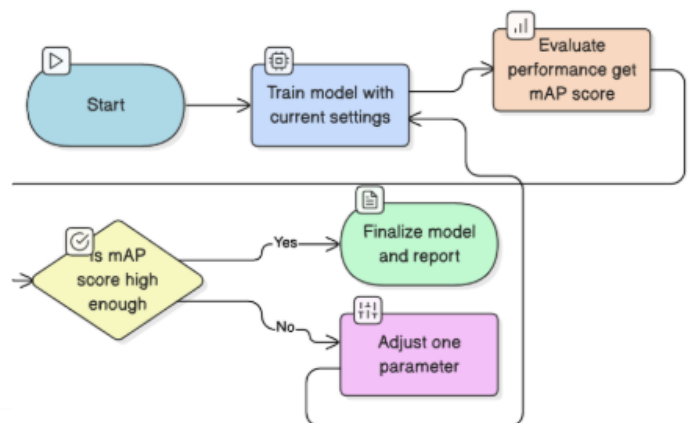 Start
Train model with
current settings
Evaluate
performance get
mAP score
Is mAP
score high
enough
Yes
Finalize model
and report
No
Adjust one
parameter